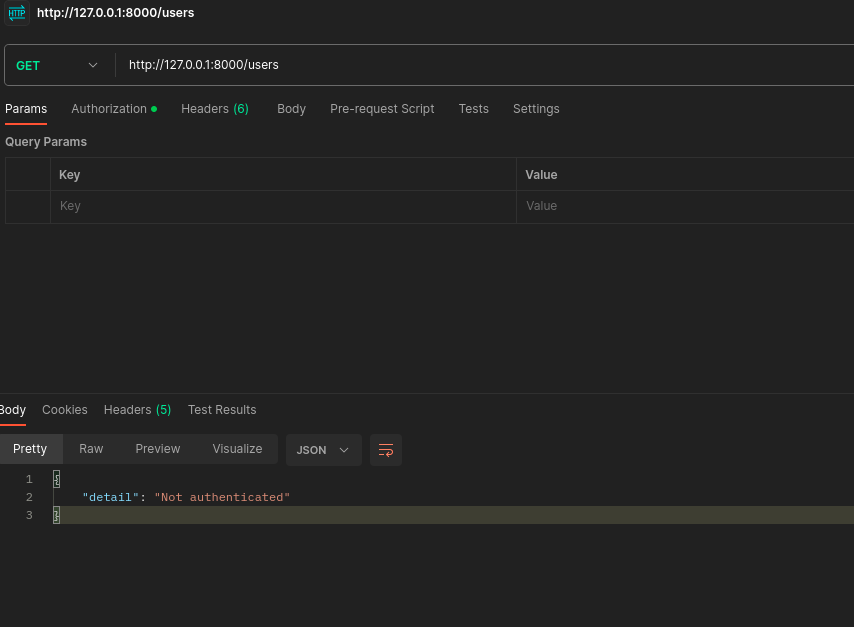 HTTP http://127.0.0.1:8000/users
GET http://127.0.0.1:8000/users
Params Authorization Headers (6) Body Pre-request Script Tests Settings
Query Params
Key Value
Key Value
Body Cookies Headers (5) Test Results
Pretty Raw Preview Visualize JSON
1 {
2 "detail": "Not authenticated"
3 }